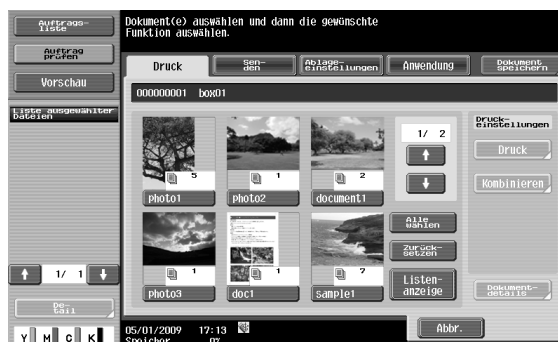 Auftrags-
liste
Auftrag
prüfen
Vorschau
Liste ausgewählter
Dateien
1/ 1
De-
tail
Y M C K
Dokument(e) auswählen und dann die gewünschte
Funktion auswählen.
Druck
Sen-
den
Ablage-
einstellungen
Anwendung
Dokument
speichern
000000001 box01
5
photo1
1
photo2
2
document1
1
photo3
1
doc1
7
sample1
1/ 2
Alle
wählen
Zurück-
setzen
Listen-
anzeige
Druck-
einstellungen
Druck
Kombinieren
Dokument-
details
Abbr.
05/01/2009 17:13
Speicher 0%